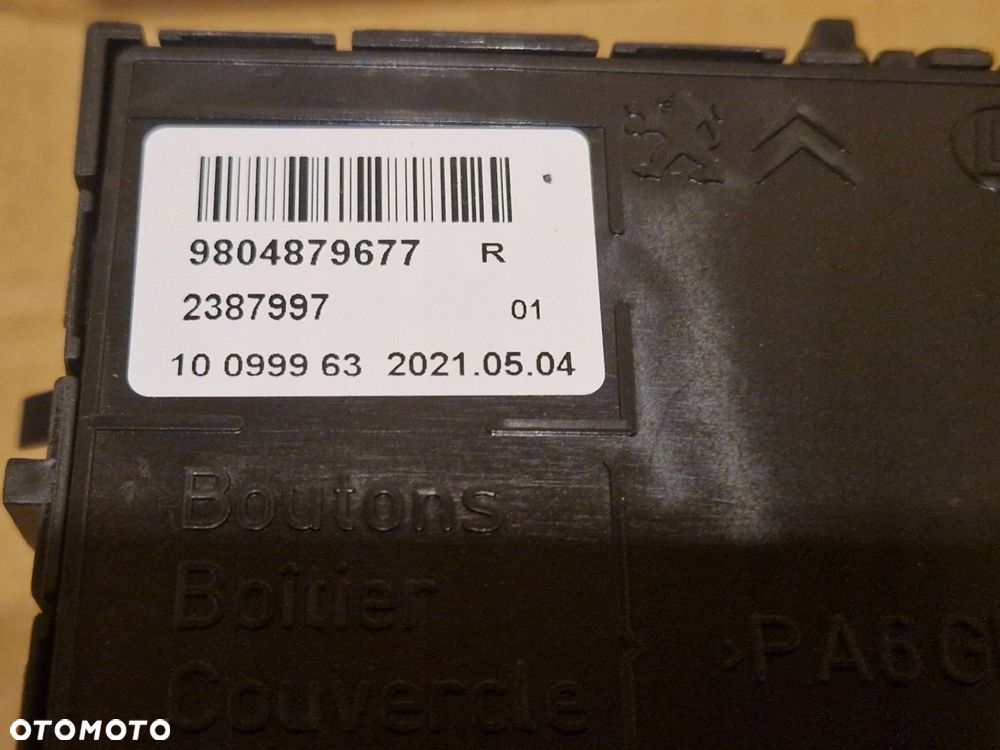 9804879677 R
2387997 01
10 0999 63 2021.05.04
Boutons
Boîtier
Couvercle
>PA6G
OTOMOTO